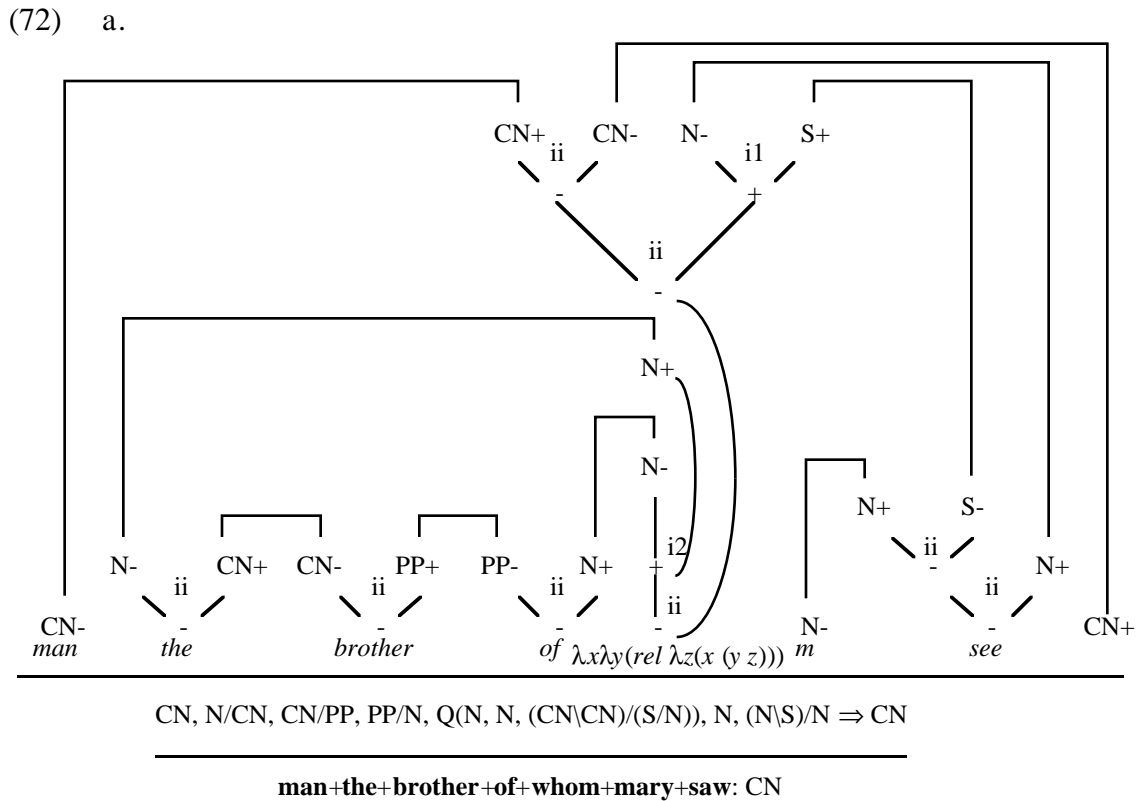 (72) a.
CN+ CN- N- S+
ii i1
- +
ii
-
N+
N-
N+ S-
N- CN+ CN- PP+ PP- N+ + i2 ii - N+
ii ii ii ii ii
CN- - - - - N- - CN+
man the brother of λxλy(rel λz(x (y z))) m see
CN, N/CN, CN/PP, PP/N, Q(N, N, (CN\CN)/(S/N)), N, (N\S)/N ⇒ CN
man+the+brother+of+whom+mary+saw: CN